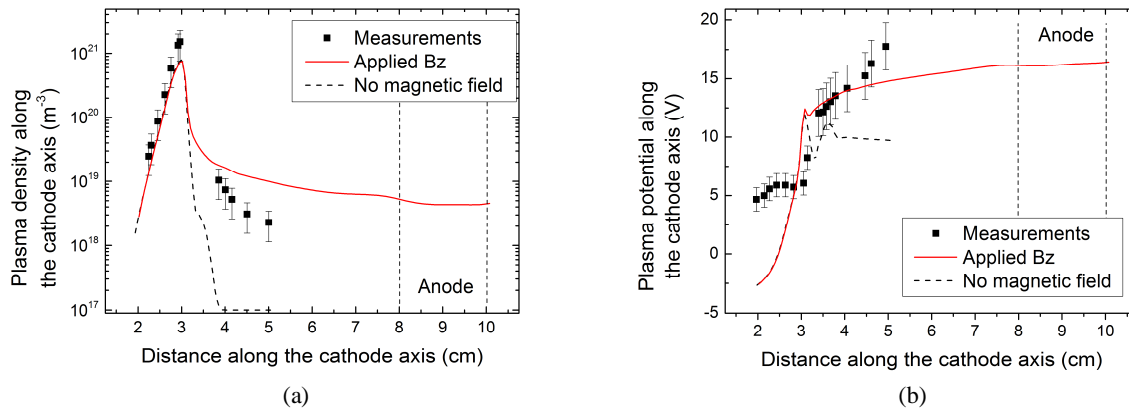 10²¹
10²⁰
10¹⁹
10¹⁸
10¹⁷
Plasma density along
the cathode axis (m⁻³)
2 3 4 5 6 7 8 9 10
Distance along the cathode axis (cm)
Measurements
Applied Bz
No magnetic field
Anode
(a)
20
15
10
5
0
-5
Plasma potential along
the cathode axis (V)
2 3 4 5 6 7 8 9 10
Distance along the cathode axis (cm)
Anode
Measurements
Applied Bz
No magnetic field
(b)